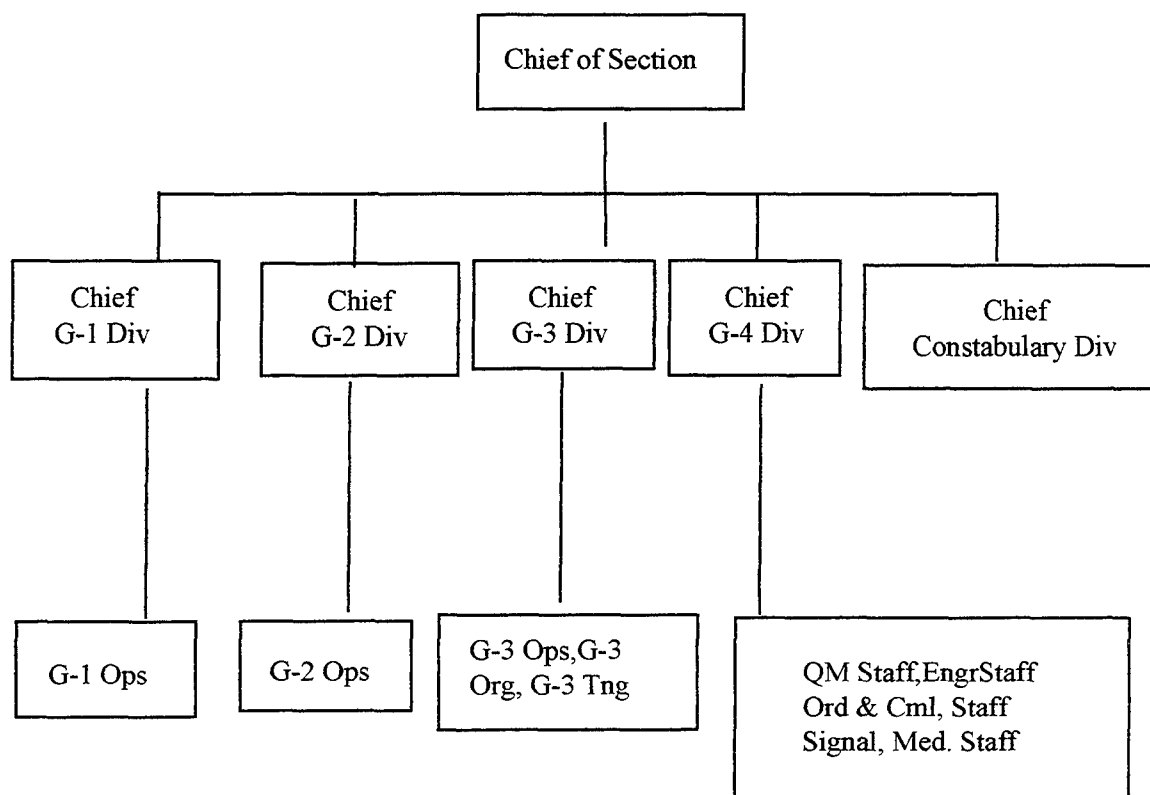 Chief of Section
Chief
G-1 Div
Chief
G-2 Div
Chief
G-3 Div
Chief
G-4 Div
Chief
Constabulary Div
G-1 Ops
G-2 Ops
G-3 Ops,G-3
Org, G-3 Tng
QM Staff,EngrStaff
Ord & Cml, Staff
Signal, Med. Staff